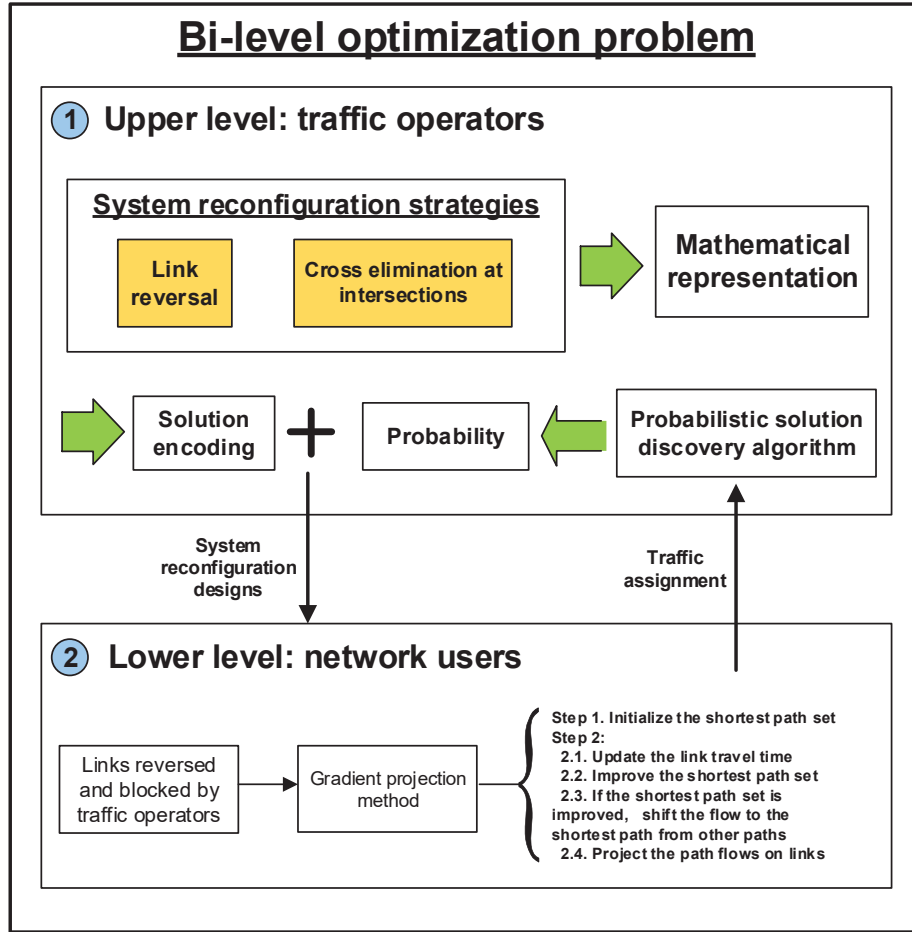 Bi-level optimization problem
1 Upper level: traffic operators
System reconfiguration strategies
Link
reversal
Cross elimination at
intersections
Mathematical
representation
Solution
encoding
+
Probability
Probabilistic solution
discovery algorithm
System
reconfiguration
designs
Traffic
assignment
2 Lower level: network users
Links reversed
and blocked by
traffic operators
Gradient projection
method
Step 1. Initialize the shortest path set
Step 2:
2.1. Update the link travel time
2.2. Improve the shortest path set
2.3. If the shortest path set is
improved, shift the flow to the
shortest path from other paths
2.4. Project the path flows on links